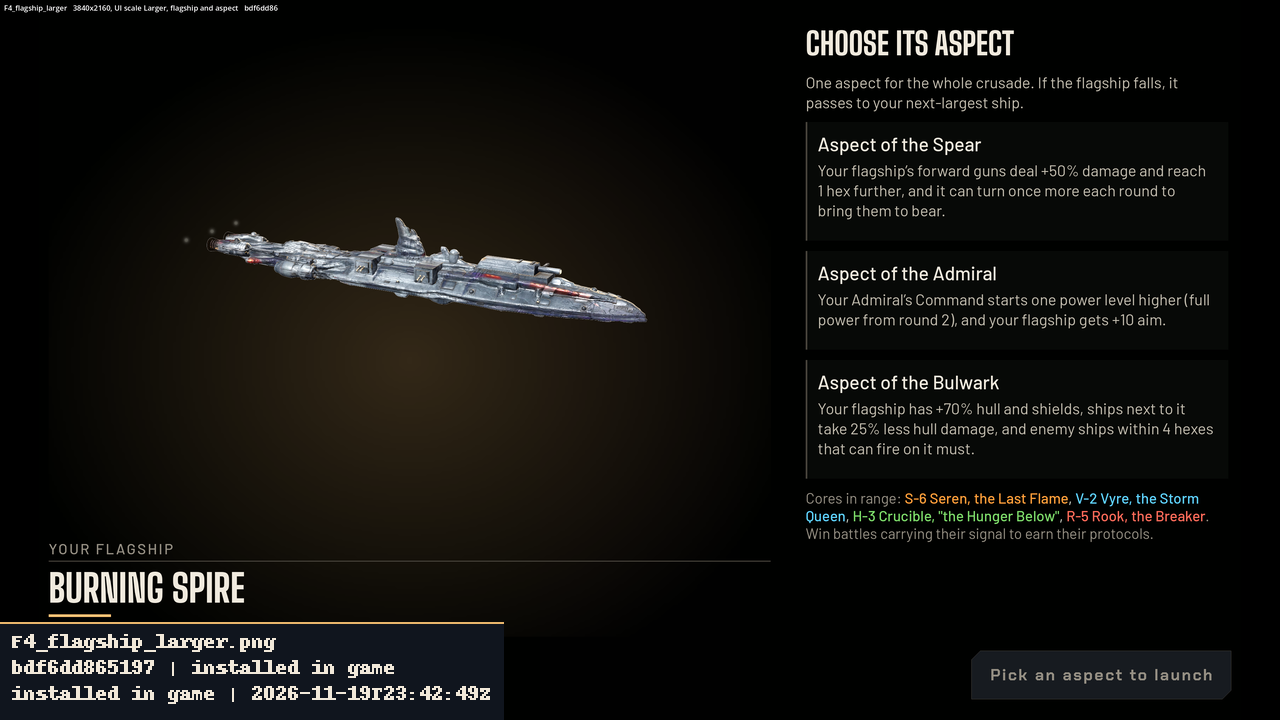 F4_flagship_larger 3840x2160, UI scale Larger, flagship and aspect bdf6dd86
CHOOSE ITS ASPECT
One aspect for the whole crusade. If the flagship falls, it
passes to your next-largest ship.
Aspect of the Spear
Your flagship's forward guns deal +50% damage and reach
1 hex further, and it can turn once more each round to
bring them to bear.
Aspect of the Admiral
Your Admiral's Command starts one power level higher (full
power from round 2), and your flagship gets +10 aim.
Aspect of the Bulwark
Your flagship has +70% hull and shields, ships next to it
take 25% less hull damage, and enemy ships within 4 hexes
that can fire on it must.
Cores in range: S-6 Seren, the Last Flame, V-2 Vyre, the Storm
Queen, H-3 Crucible, "the Hunger Below", R-5 Rook, the Breaker.
Win battles carrying their signal to earn their protocols.
YOUR FLAGSHIP
BURNING SPIRE
F4_flagship_larger.png
bdf6dd865197 | installed in game
installed in game | 2026-11-19T23:42:49Z
Pick an aspect to launch